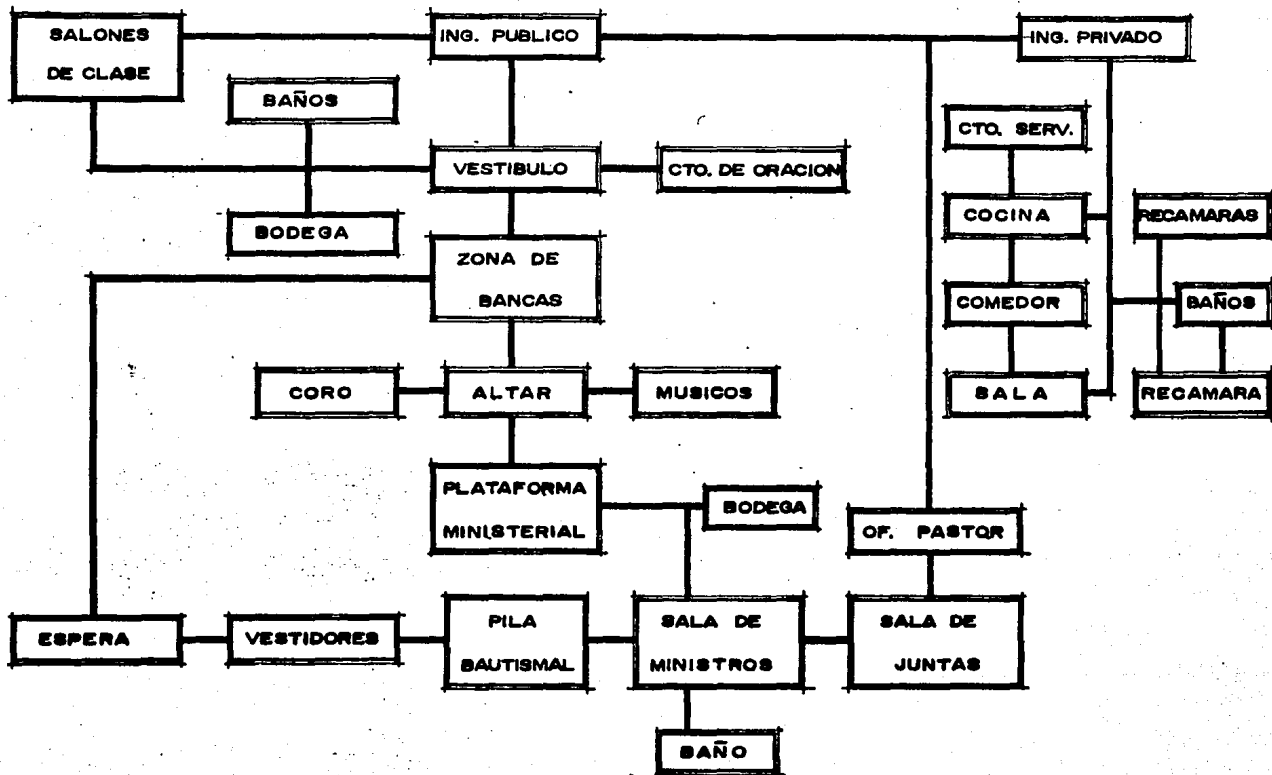 SALONES
DE CLASE
ING. PUBLICO
ING. PRIVADO
BAÑOS
CTO. SERV.
VESTIBULO
CTO. DE ORACION
BODEGA
COCINA
RECAMARAS
ZONA DE
BANCAS
COMEDOR
BAÑOS
CORO
ALTAR
MUSICOS
SALA
RECAMARA
PLATAFORMA
MINISTERIAL
BODEGA
OF. PASTOR
ESPERA
VESTIDORES
PILA
BAUTISMAL
SALA DE
MINISTROS
SALA DE
JUNTAS
BAÑO